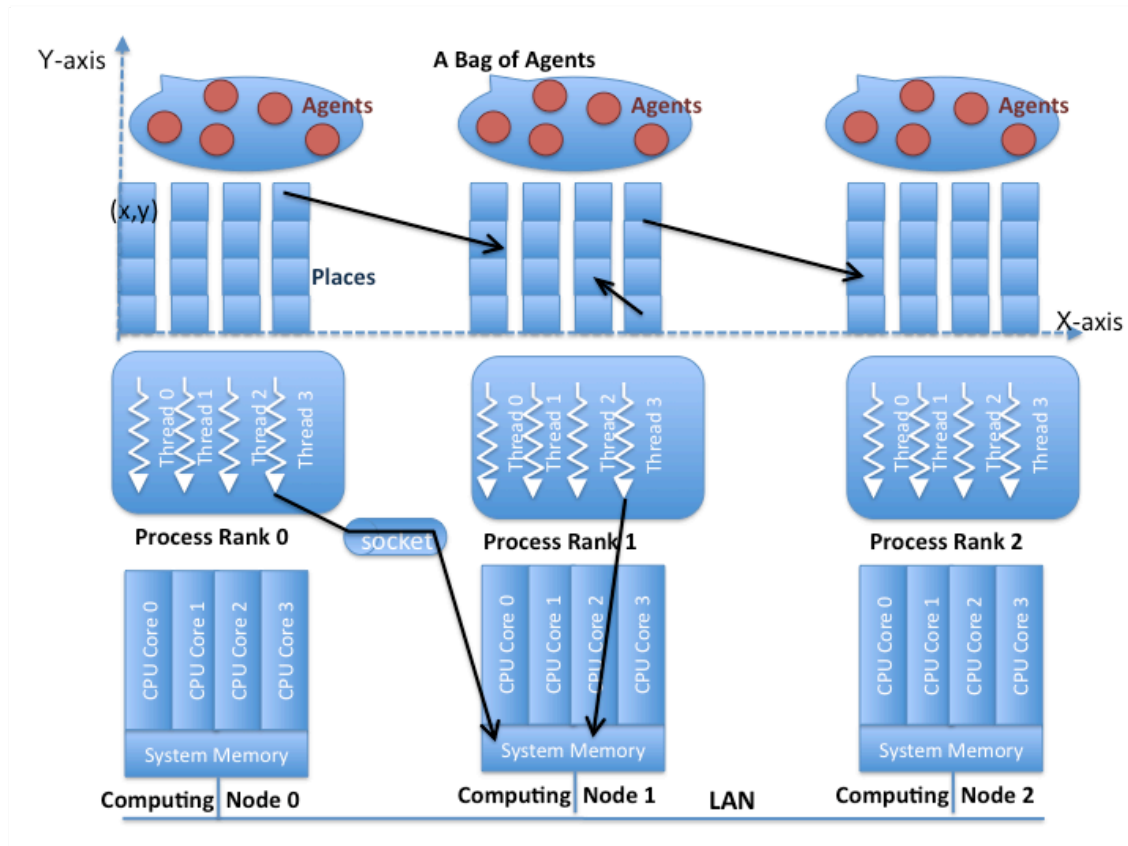 Y-axis
A Bag of Agents
Agents
Agents
Agents
(x,y)
Places
X-axis
Thread 0
Thread 1
Thread 2
Thread 3
Thread 0
Thread 1
Thread 2
Thread 3
Thread 0
Thread 1
Thread 2
Thread 3
Process Rank 0
socket
Process Rank 1
Process Rank 2
CPU Core 0
CPU Core 1
CPU Core 2
CPU Core 3
CPU Core 0
CPU Core 1
CPU Core 2
CPU Core 3
CPU Core 0
CPU Core 1
CPU Core 2
CPU Core 3
System Memory
System Memory
System Memory
Computing Node 0
Computing Node 1
LAN
Computing Node 2